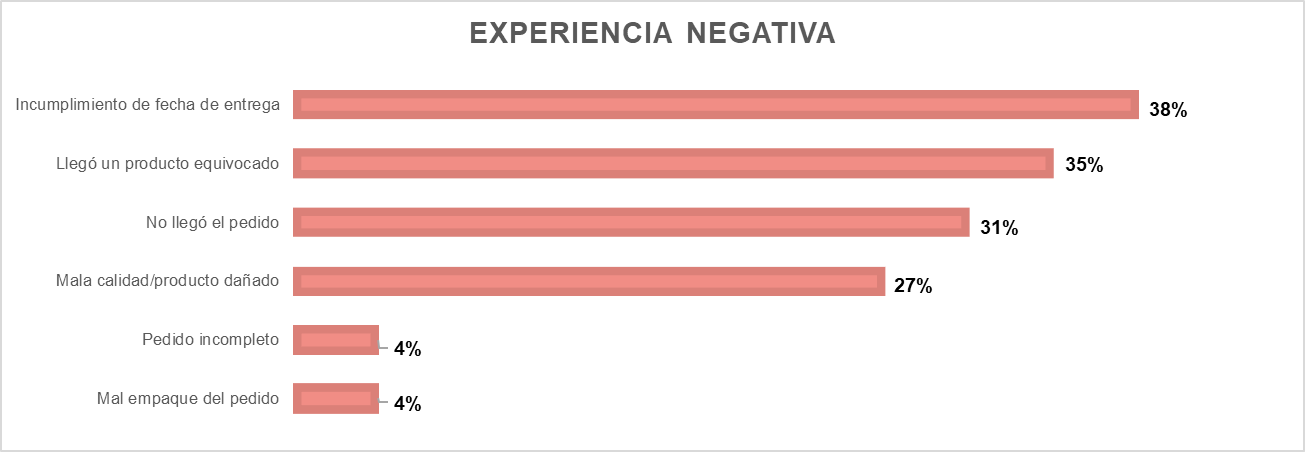 EXPERIENCIA NEGATIVA
Incumplimiento de fecha de entrega 38%
Llegó un producto equivocado 35%
No llegó el pedido 31%
Mala calidad/producto dañado 27%
Pedido incompleto 4%
Mal empaque del pedido 4%